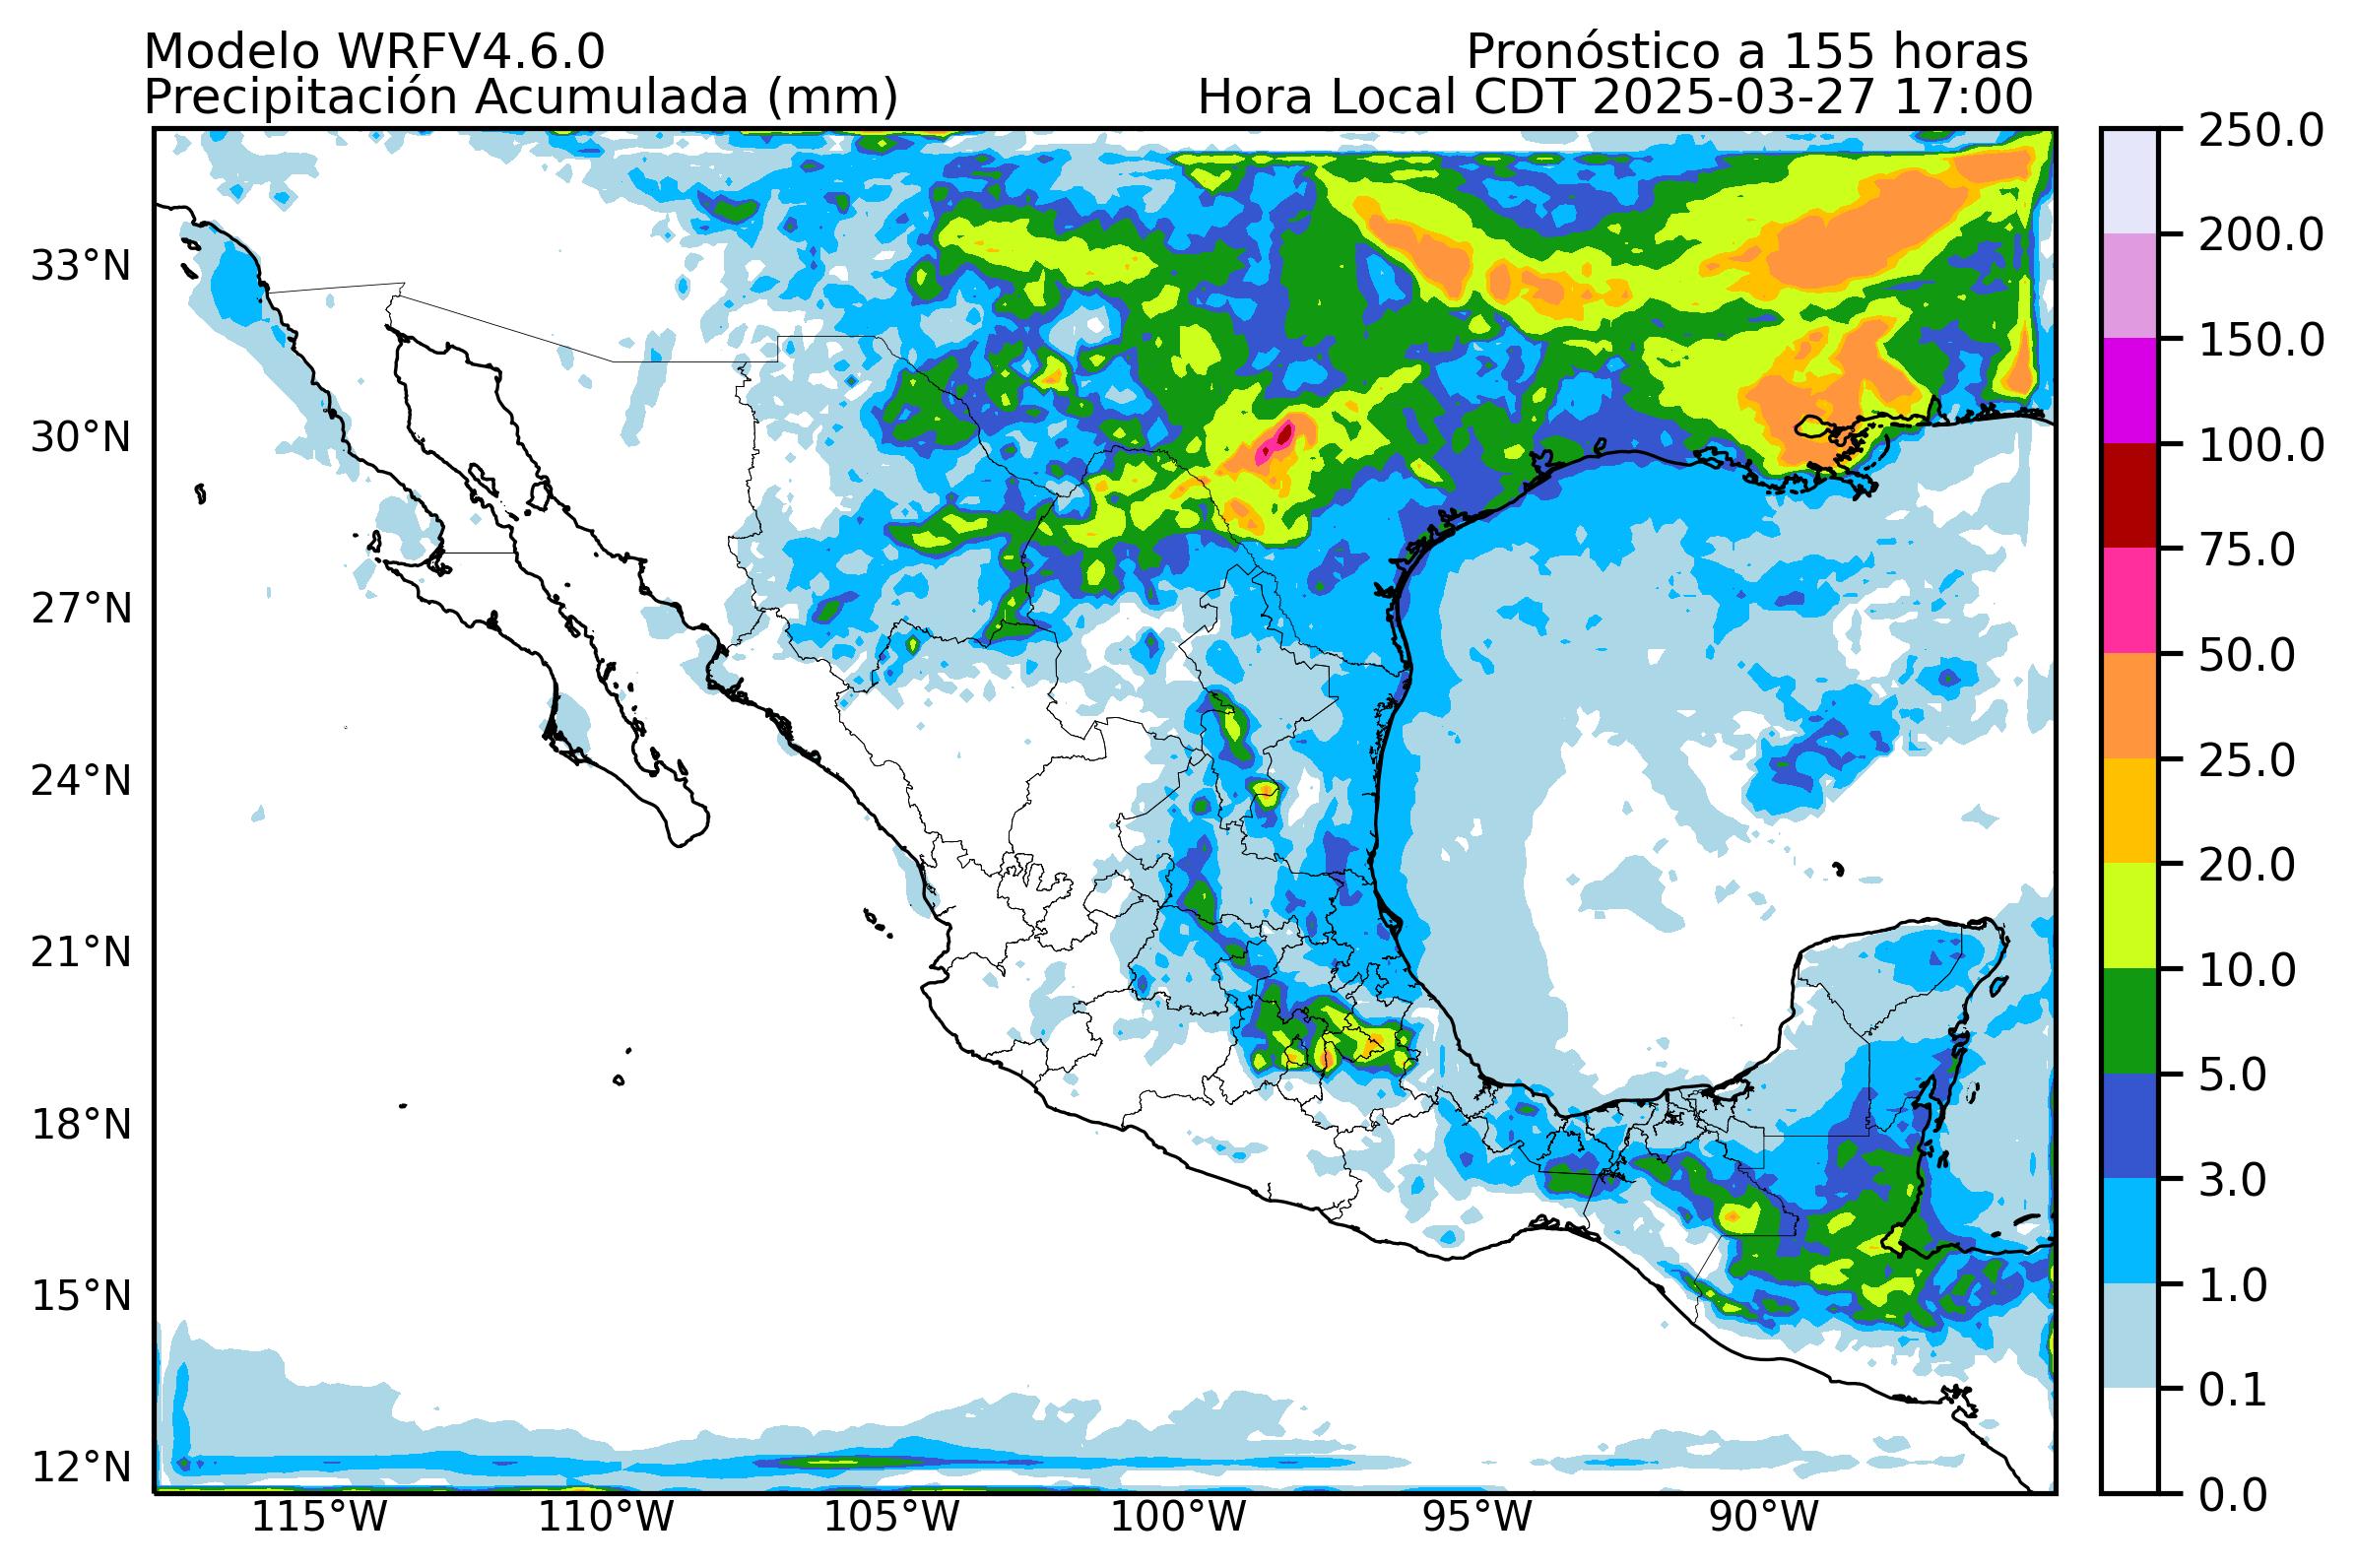 Modelo WRFV4.6.0
Pronóstico a 155 horas
Precipitación Acumulada (mm)
Hora Local CDT 2025-03-27 17:00
33°N
30°N
27°N
24°N
21°N
18°N
15°N
12°N
115°W
110°W
105°W
100°W
95°W
90°W
250.0
200.0
150.0
100.0
75.0
50.0
25.0
20.0
10.0
5.0
3.0
1.0
0.1
0.0